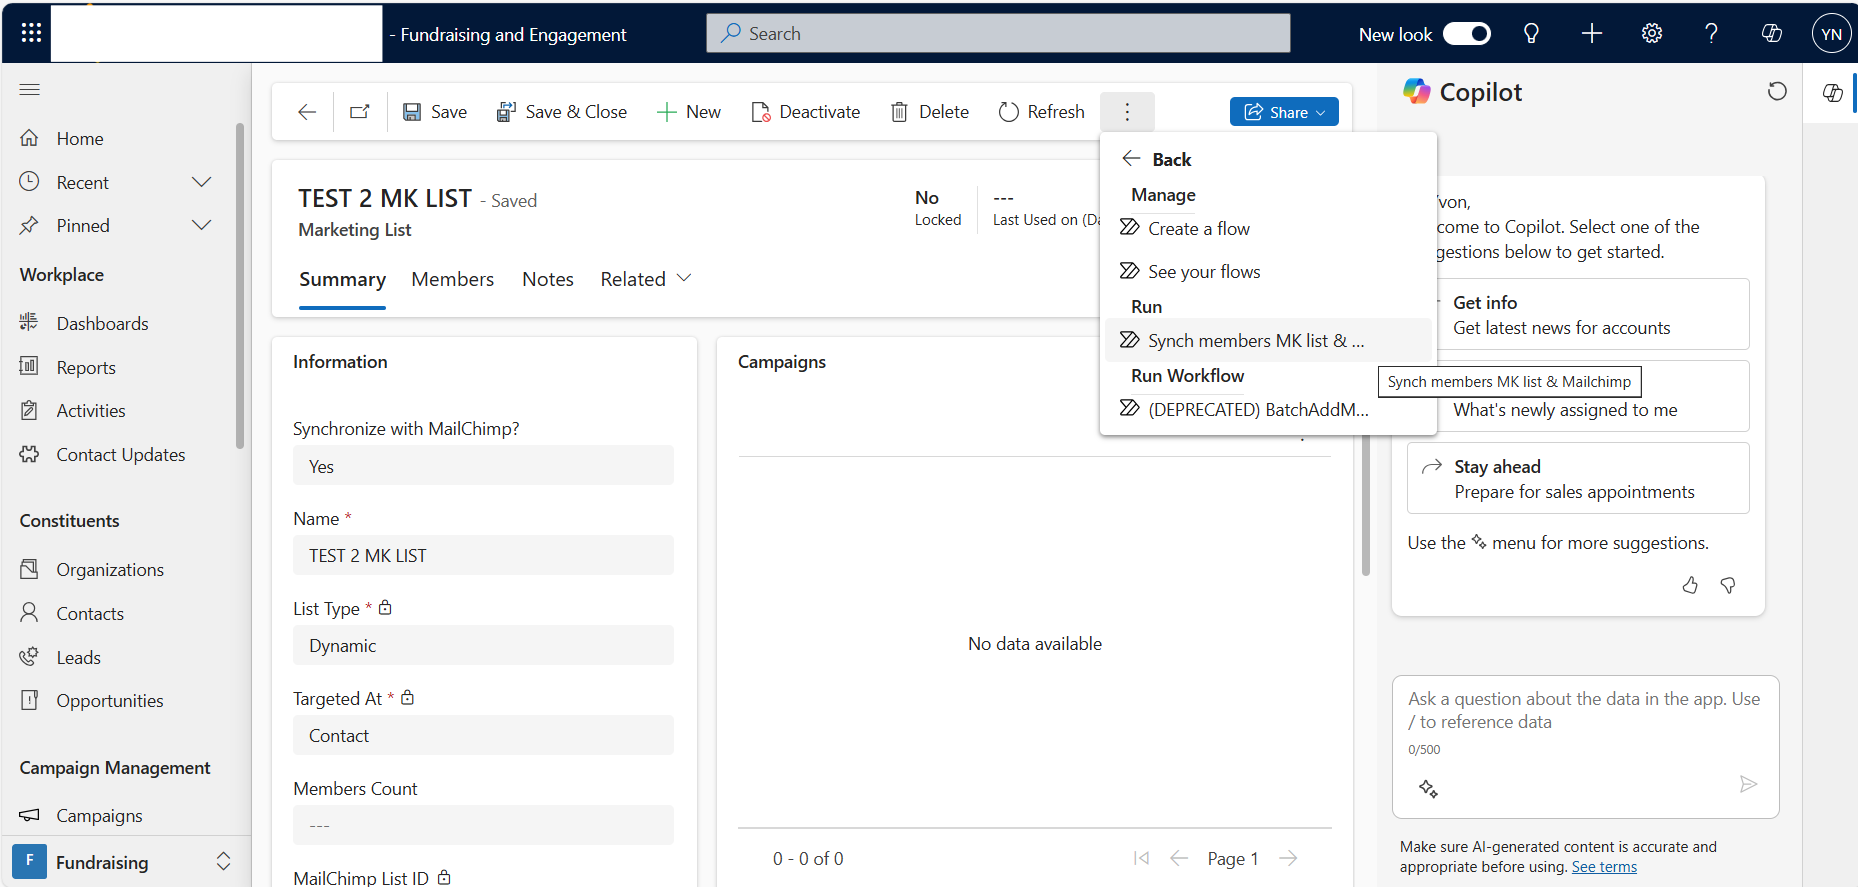 - Fundraising and Engagement
Search
New look
YN
Home
Recent
Pinned
Workplace
Dashboards
Reports
Activities
Contact Updates
Constituents
Organizations
Contacts
Leads
Opportunities
Campaign Management
Campaigns
F Fundraising
Save
Save & Close
New
Deactivate
Delete
Refresh
Share
TEST 2 MK LIST - Saved
Marketing List
No
Locked
---
Last Used on (Da
Summary
Members
Notes
Related
Information
Synchronize with MailChimp?
Yes
Name *
TEST 2 MK LIST
List Type *
Dynamic
Targeted At *
Contact
Members Count
---
MailChimp List ID
Campaigns
No data available
0 - 0 of 0
Page 1
Back
Manage
Create a flow
See your flows
Run
Synch members MK list & ...
Run Workflow
(DEPRECATED) BatchAddM...
Synch members MK list & Mailchimp
Copilot
von,
come to Copilot. Select one of the
gestions below to get started.
Get info
Get latest news for accounts
What's newly assigned to me
Stay ahead
Prepare for sales appointments
Use the menu for more suggestions.
Ask a question about the data in the app. Use
/ to reference data
0/500
Make sure AI-generated content is accurate and
appropriate before using. See terms